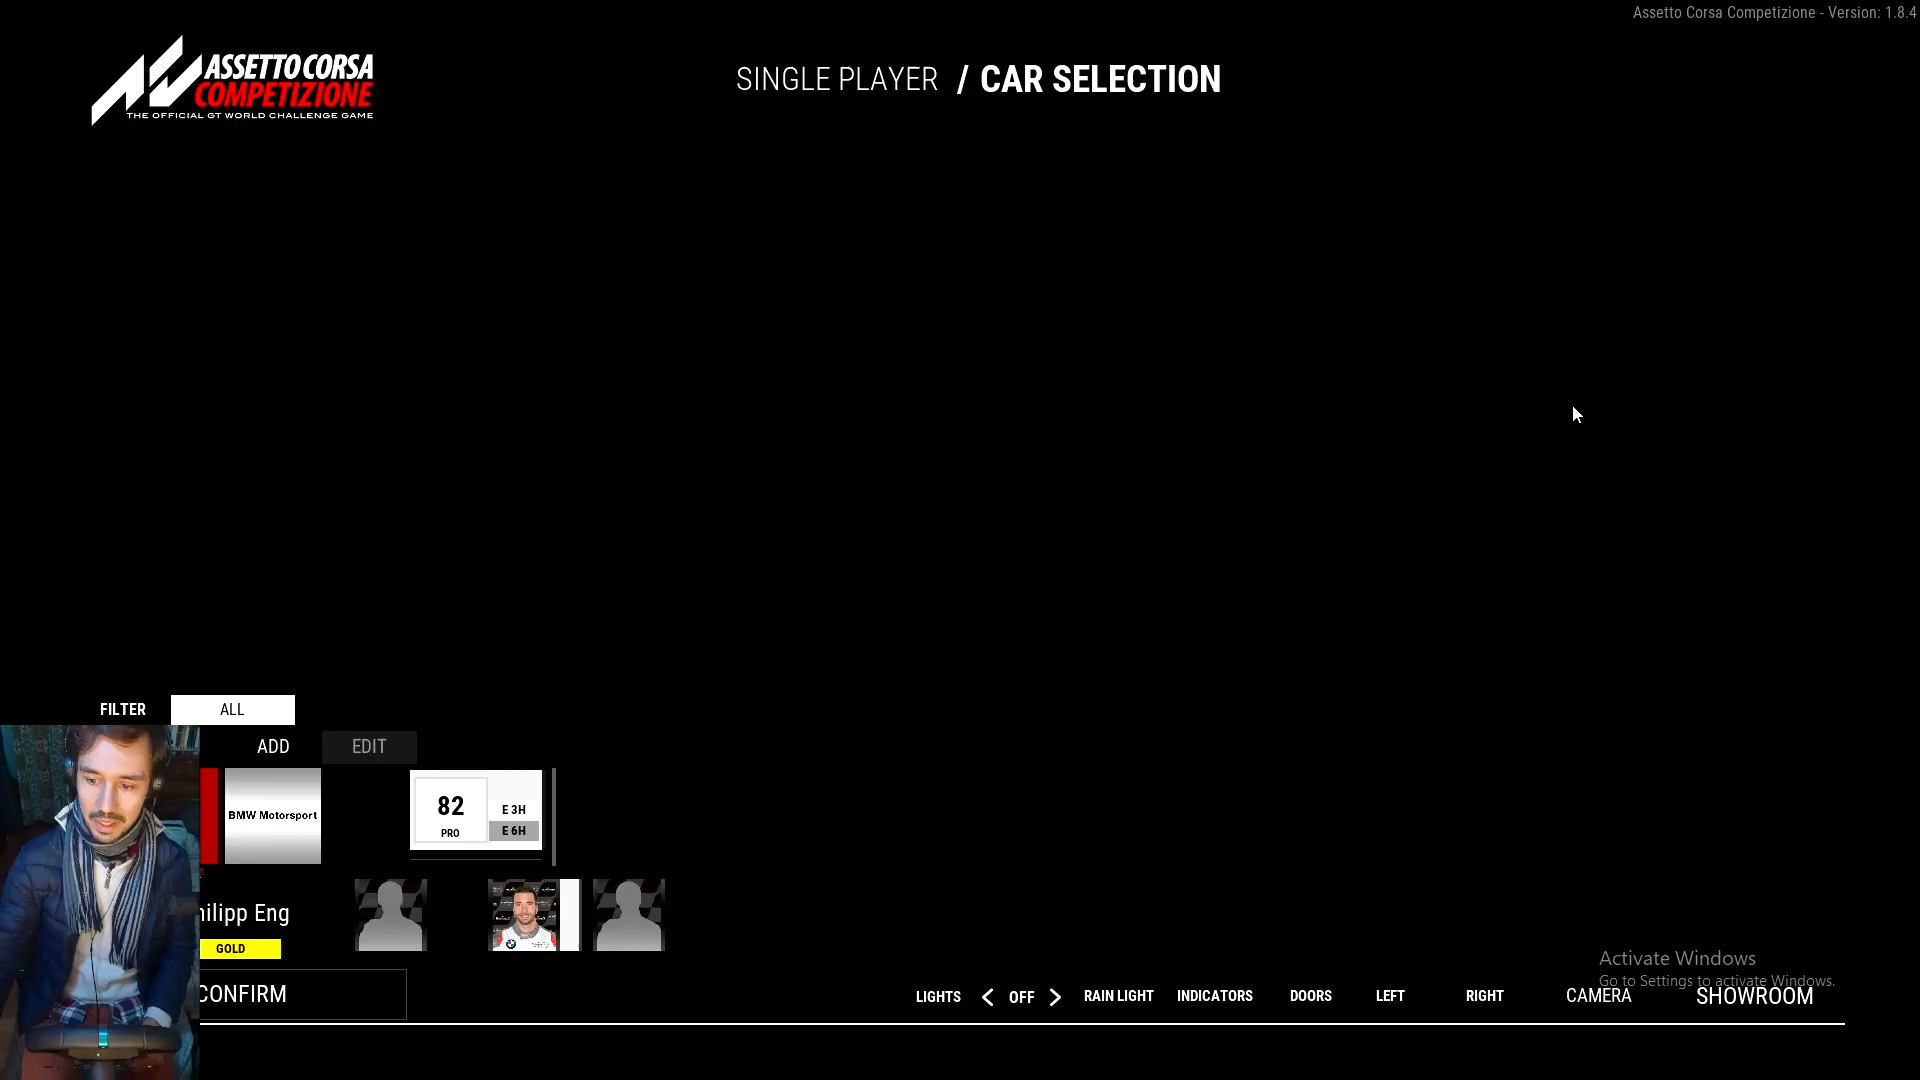 Assetto Corsa Competizione - Version: 1.8.4
ASSETTO CORSA
COMPETIZIONE
THE OFFICIAL GT WORLD CHALLENGE GAME
SINGLE PLAYER / CAR SELECTION
FILTER ALL
ADD EDIT
BMW Motorsport
82
PRO
E 3H
E 6H
hilipp Eng
GOLD
CONFIRM
LIGHTS OFF RAIN LIGHT INDICATORS DOORS LEFT RIGHT CAMERA SHOWROOM
Activate Windows
Go to Settings to activate Windows.